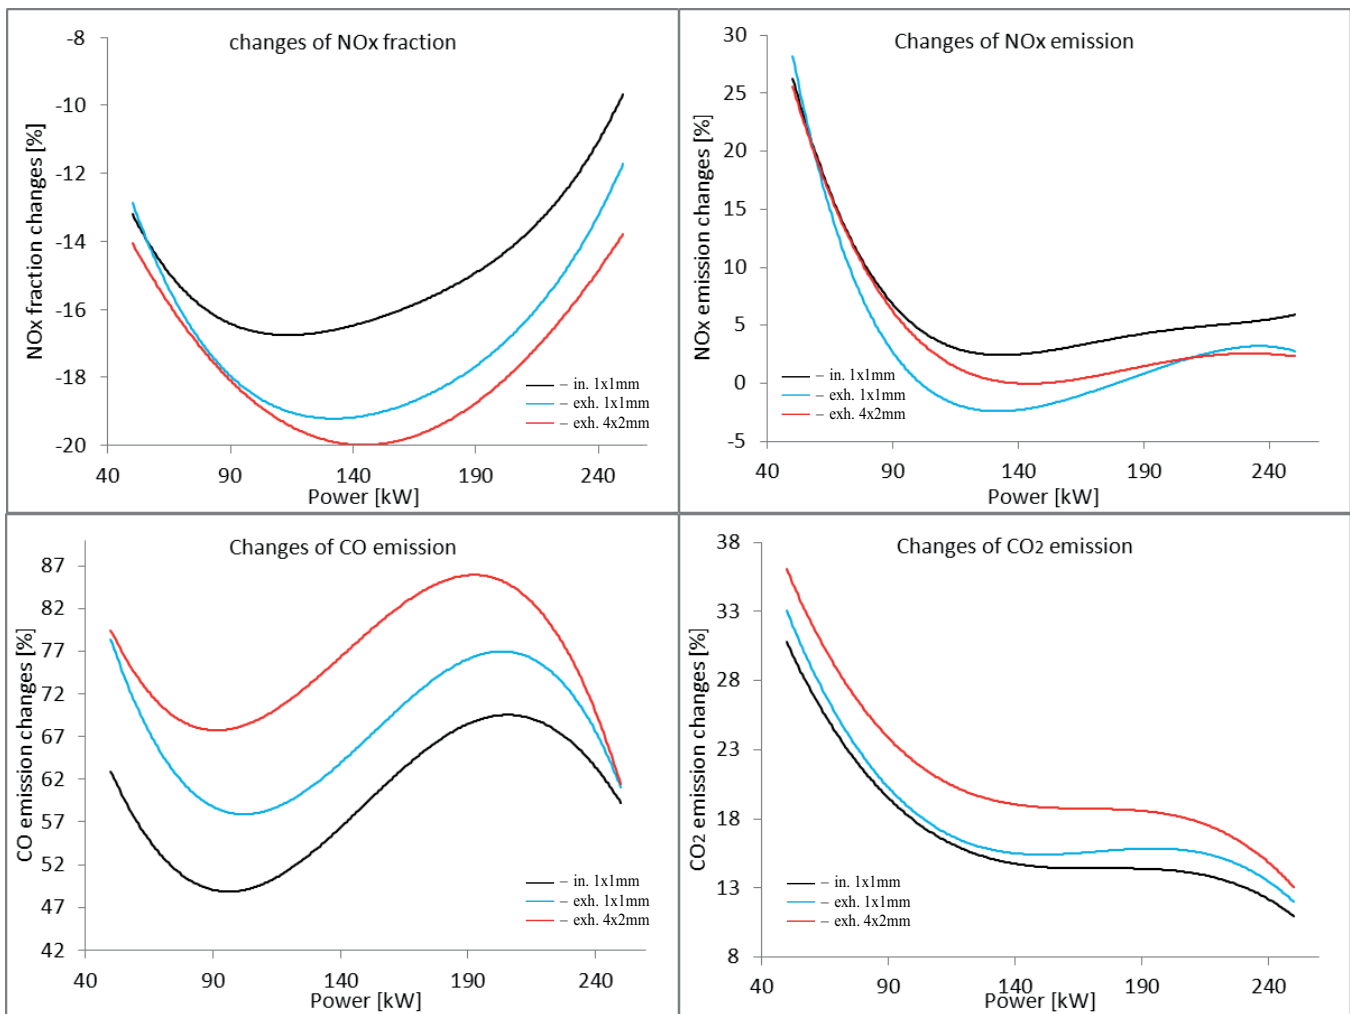 changes of NOx fraction
NOx fraction changes [%]
-8
-10
-12
-14
-16
-18
-20
40 90 140 190 240
Power [kW]
– in. 1x1mm
– exh. 1x1mm
– exh. 4x2mm
Changes of NOx emission
NOx emission changes [%]
30
25
20
15
10
5
0
-5
40 90 140 190 240
Power [kW]
– in. 1x1mm
– exh. 1x1mm
– exh. 4x2mm
Changes of CO emission
CO emission changes [%]
87
82
77
72
67
62
57
52
47
42
40 90 140 190 240
Power [kW]
– in. 1x1mm
– exh. 1x1mm
– exh. 4x2mm
Changes of CO2 emission
CO2 emission changes [%]
38
33
28
23
18
13
8
40 90 140 190 240
Power [kW]
– in. 1x1mm
– exh. 1x1mm
– exh. 4x2mm